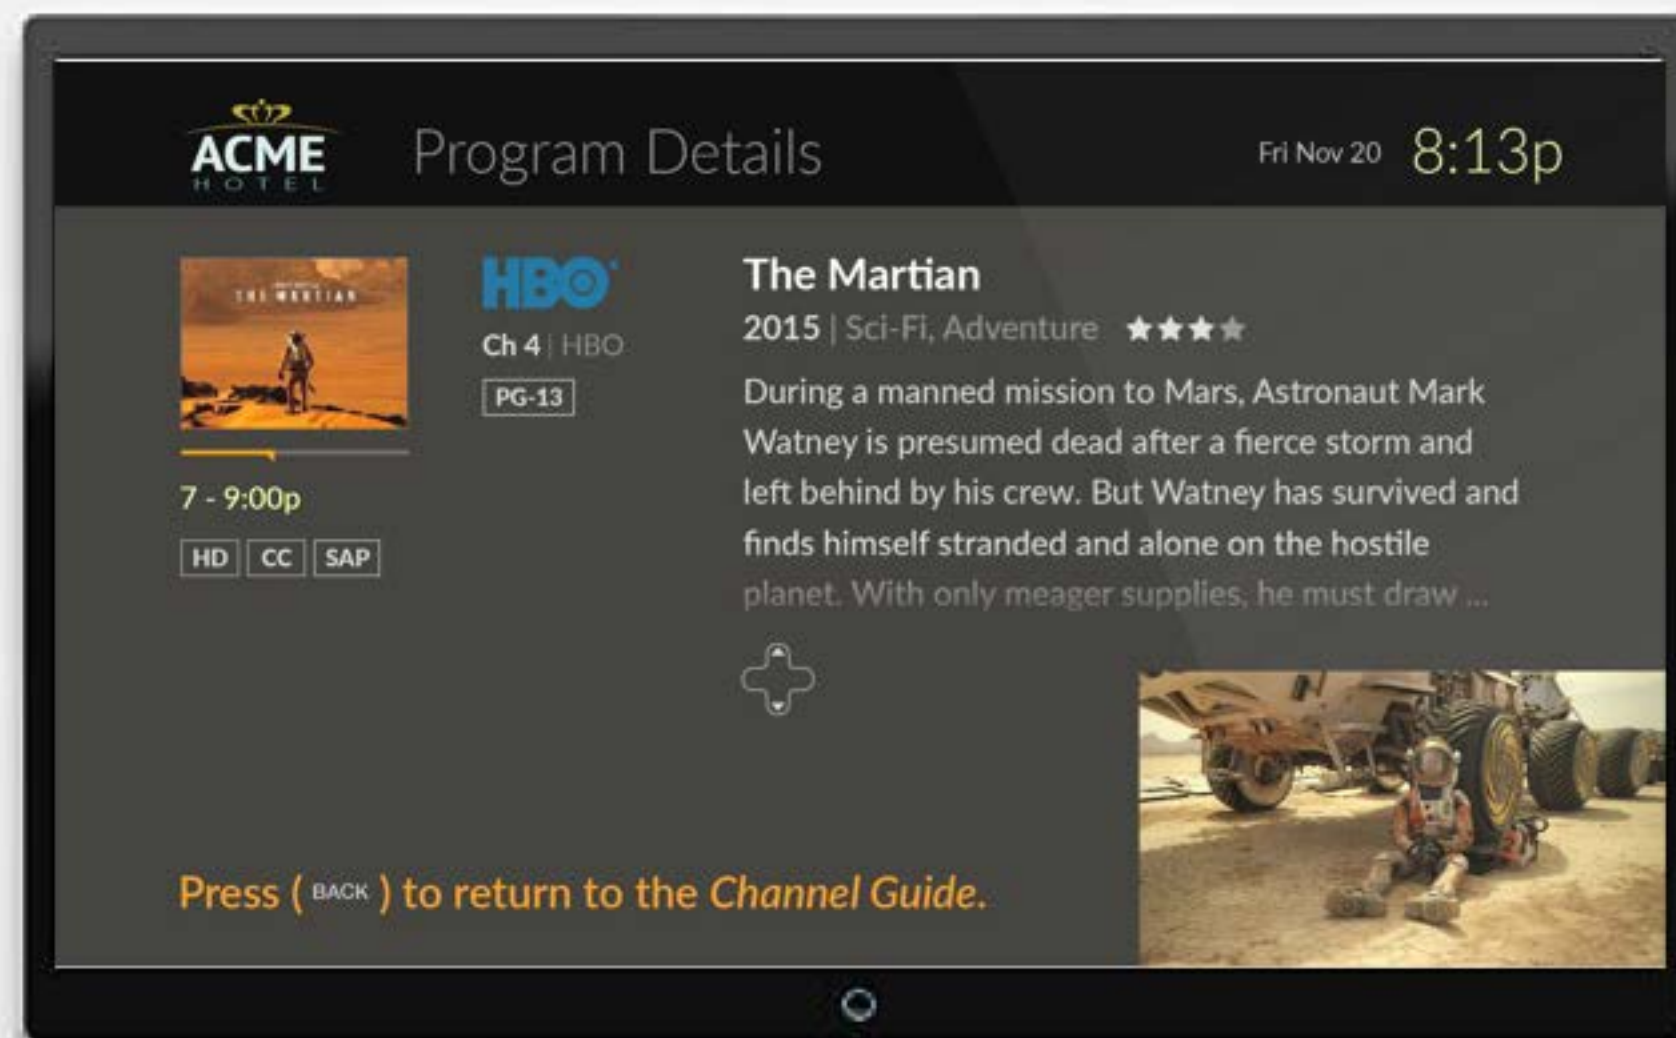 ACME
HOTEL
Program Details
Fri Nov 20 8:13p
THE MARTIAN
7 - 9:00p
HD CC SAP
HBO
Ch 4 | HBO
PG-13
The Martian
2015 | Sci-Fi, Adventure
During a manned mission to Mars, Astronaut Mark
Watney is presumed dead after a fierce storm and
left behind by his crew. But Watney has survived and
finds himself stranded and alone on the hostile
planet. With only meager supplies, he must draw ...
Press ( BACK ) to return to the Channel Guide.